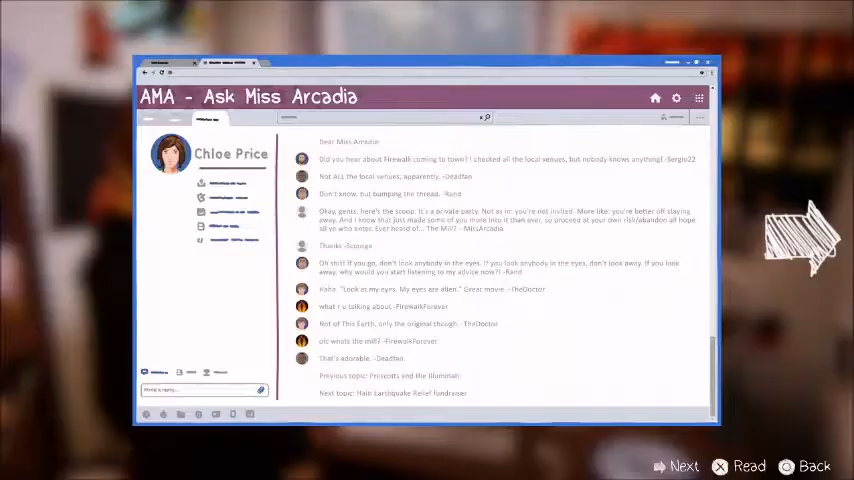 AMA - Ask Miss Arcadia
Chloe Price
Dear Miss Arcadia:
Did you hear about Firewalk coming to town? I checked all the local venues, but nobody knows anything! -Sergio22
Not ALL the local venues, apparently. -Deadfan
Don't know, but bumping the thread. -Rand
Okay, gents, here's the scoop. It's a private party. Not as in: you're not invited. More like: you're better off staying
away. And I know that just made some of you more into it than ever, so proceed at your own risk/abandon all hope
all ye who enter. Ever heard of... The Mill? -MissArcadia
Thanks -Scrouge
Oh shit! If you go, don't look anybody in the eyes. If you look anybody in the eyes, don't look away. If you look
away, why would you start listening to my advice now?! -Rand
Haha "Look at my eyes. My eyes are alien." Great movie. -TheDoctor
what r u talking about -FirewalkForever
Not of This Earth, only the original though. -TheDoctor
oic whats the mill? -FirewalkForever
That's adorable. -Deadfan
Previous topic: Prescotts and the Illuminati
Next topic: Haiti Earthquake Relief Fundraiser
Write a reply...
Next
Read
Back